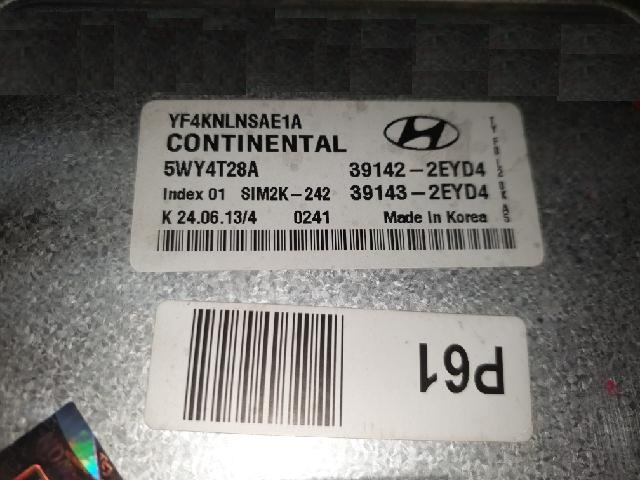 YF4KNLNSAE1A
CONTINENTAL
5WY4T28A 39142-2EYD4
Index 01 SIM2K-242 39143-2EYD4
K 24.06.13/4 0241 Made in Korea
P61